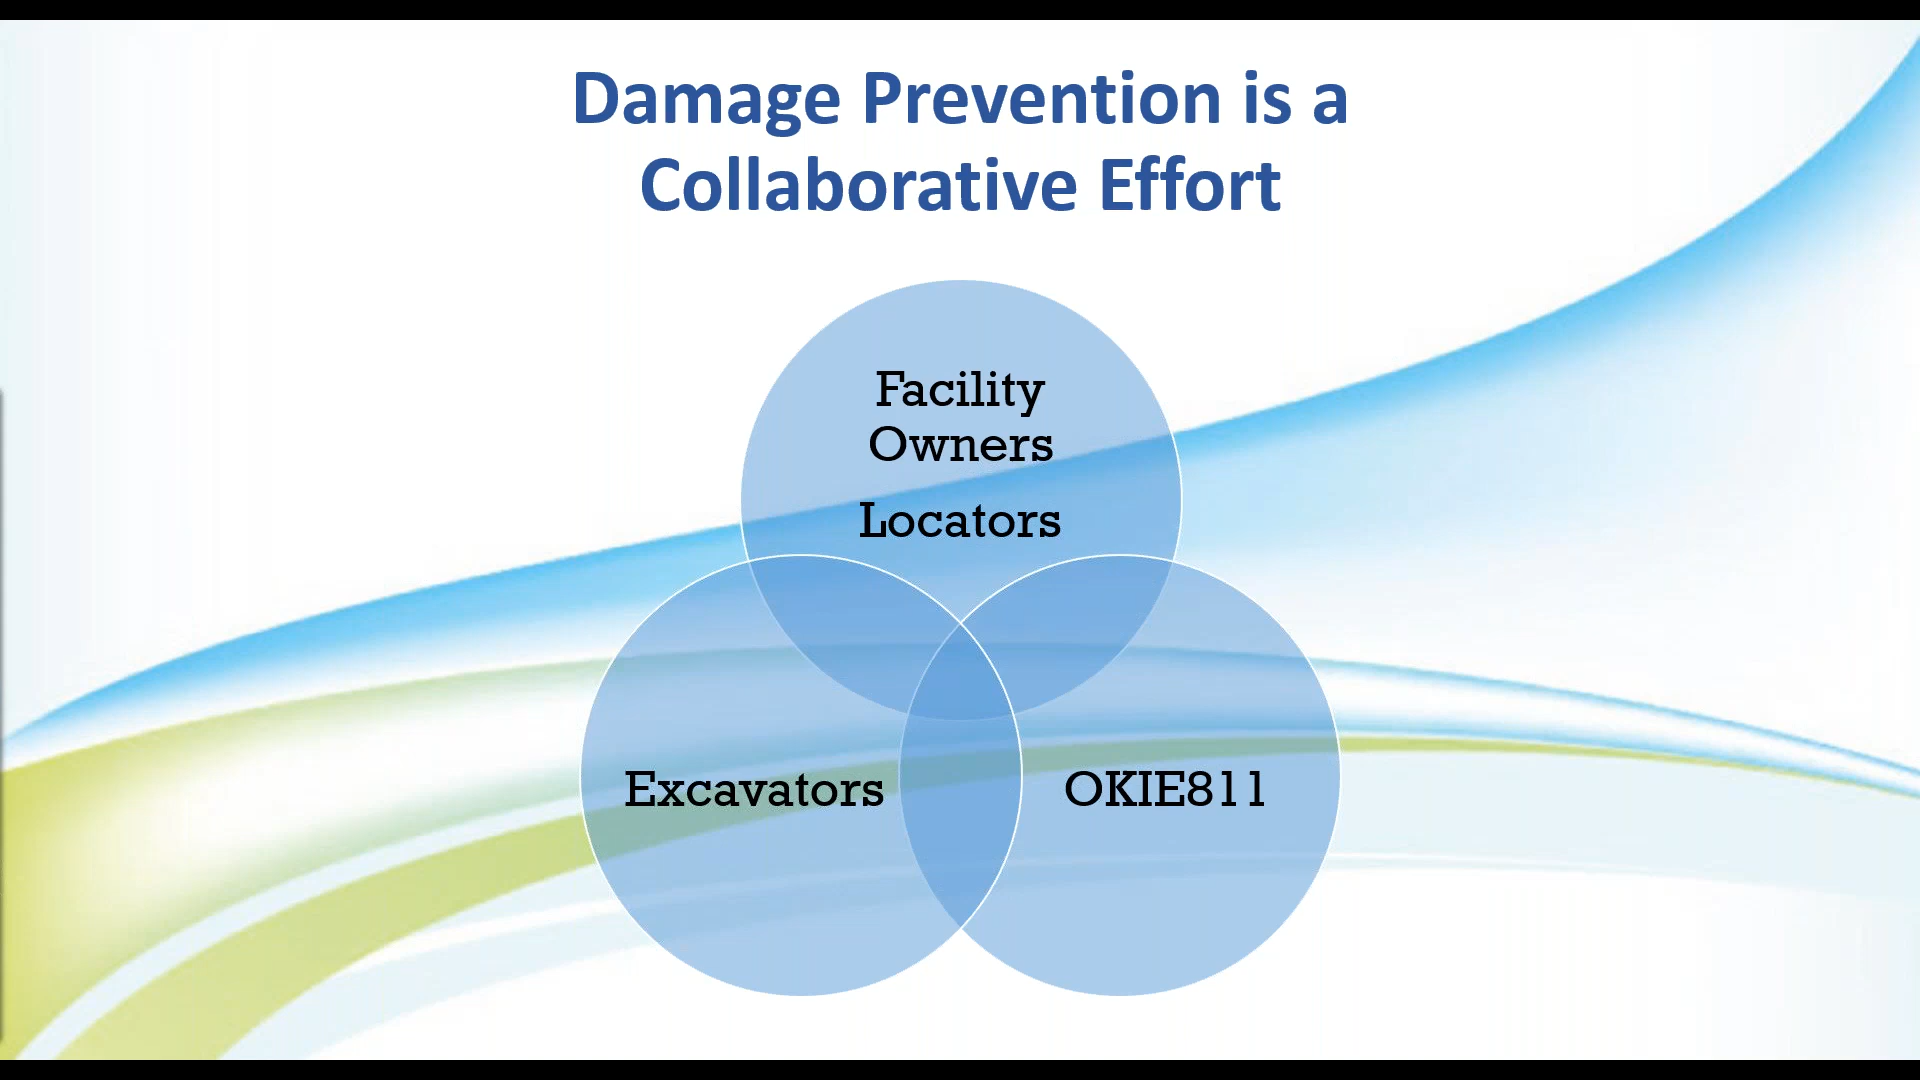 Damage Prevention is a
Collaborative Effort
Facility
Owners
Locators
Excavators
OKIE811